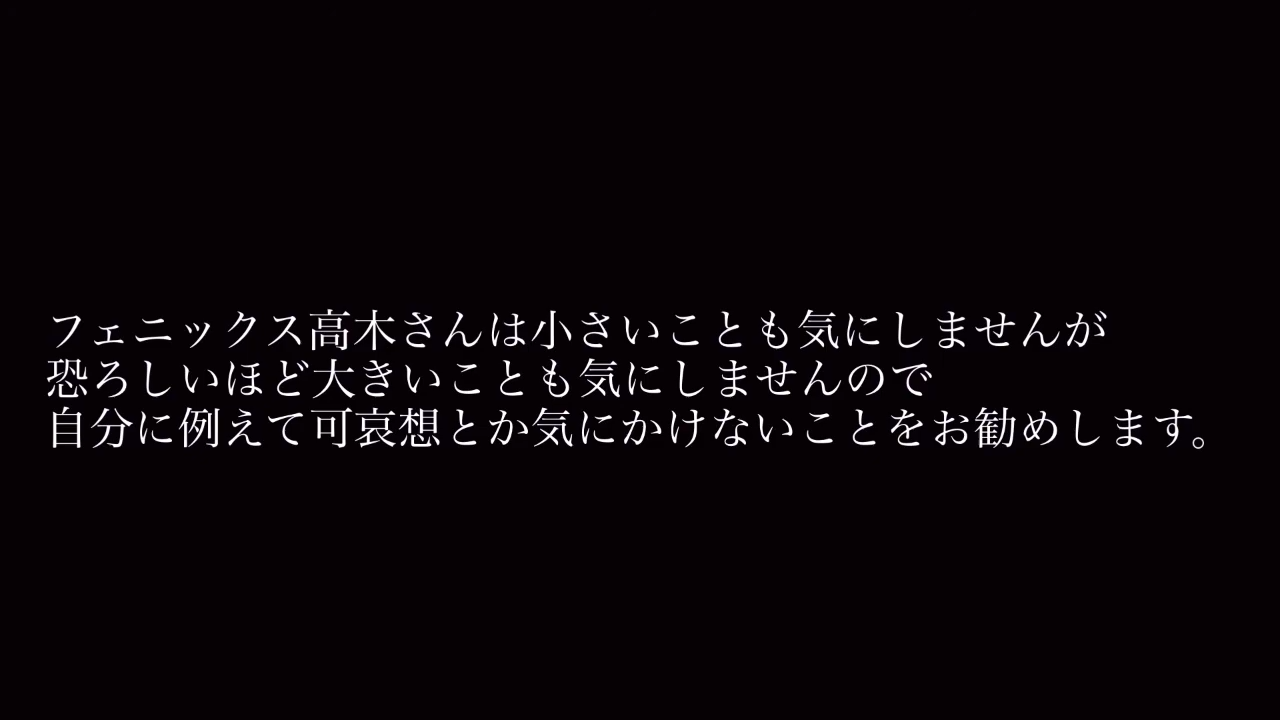 フェニックス高木さんは小さいことも気にしませんが
恐ろしいほど大きいことも気にしませんので
自分に例えて可哀想とか気にかけないことをお勧めします。